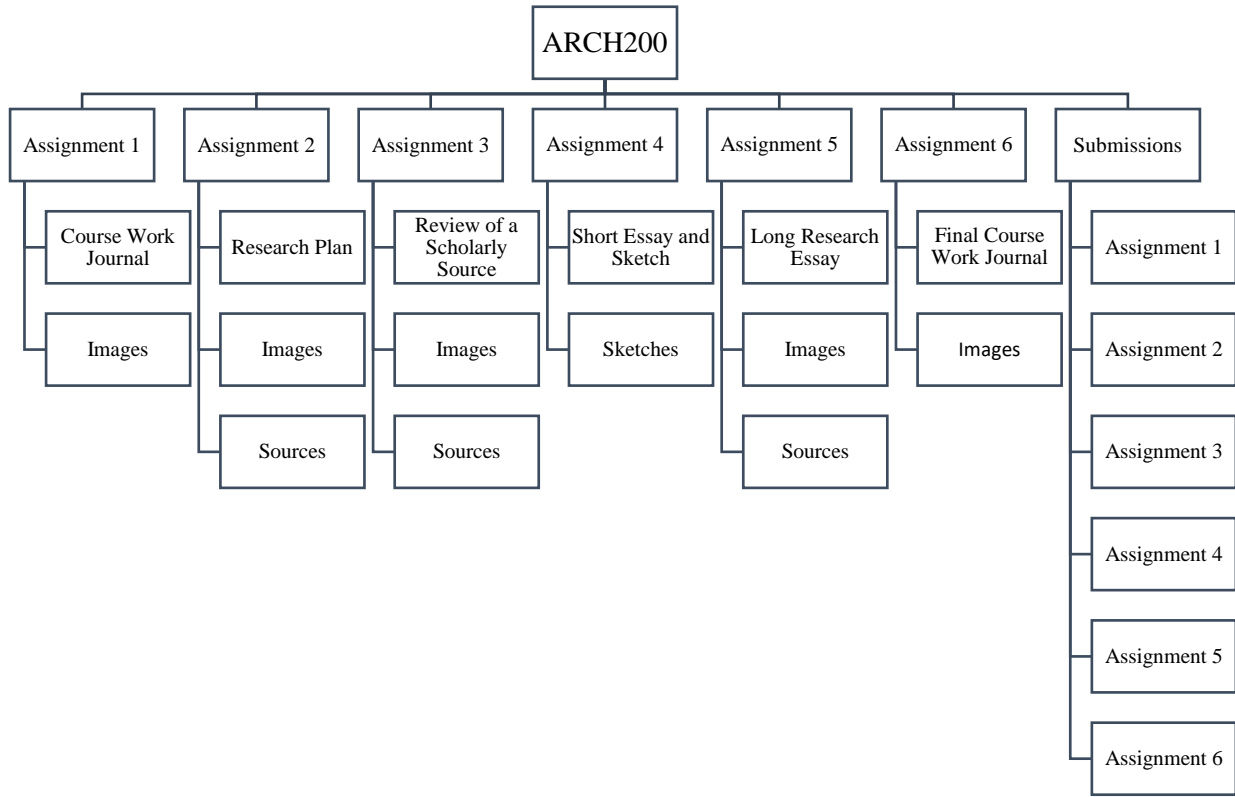 ARCH200
Assignment 1
Assignment 2
Assignment 3
Assignment 4
Assignment 5
Assignment 6
Submissions
Course Work
Journal
Images
Research Plan
Images
Sources
Review of a
Scholarly
Source
Images
Sources
Short Essay and
Sketch
Sketches
Long Research
Essay
Images
Sources
Final Course
Work Journal
Images
Assignment 1
Assignment 2
Assignment 3
Assignment 4
Assignment 5
Assignment 6